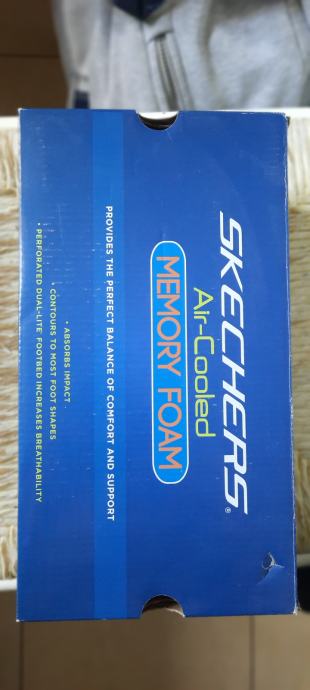 SKECHERS®
Air-Cooled
MEMORY FOAM
PROVIDES THE PERFECT BALANCE OF COMFORT AND SUPPORT
• ABSORBS IMPACT
• CONTOURS TO MOST FOOT SHAPES
• PERFORATED DUAL-LITE FOOTBED INCREASES BREATHABILITY